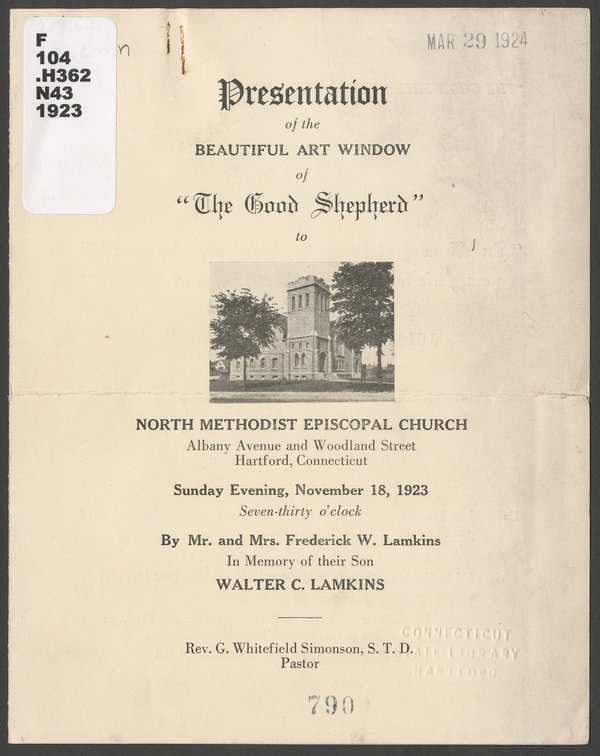 F
104
.H362
N43
1923
MAR 29 1924
Presentation
of the
BEAUTIFUL ART WINDOW
of
"The Good Shepherd"
to
NORTH METHODIST EPISCOPAL CHURCH
Albany Avenue and Woodland Street
Hartford, Connecticut
Sunday Evening, November 18, 1923
Seven-thirty o'clock
By Mr. and Mrs. Frederick W. Lamkins
In Memory of their Son
WALTER C. LAMKINS
Rev. G. Whitefield Simonson, S. T. D.
Pastor
CONNECTICUT
STATE LIBRARY
HARTFORD
790